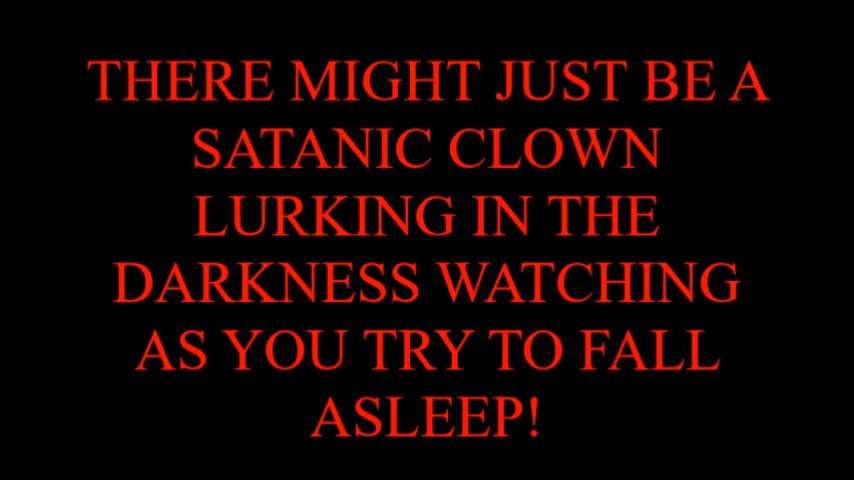 THERE MIGHT JUST BE A
SATANIC CLOWN
LURKING IN THE
DARKNESS WATCHING
AS YOU TRY TO FALL
ASLEEP!